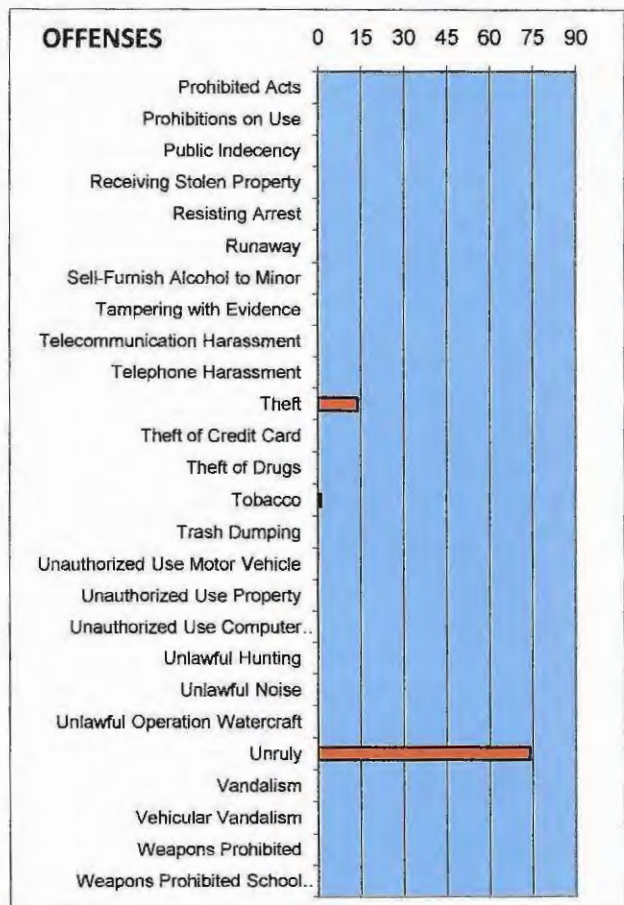 OFFENSES 0 15 30 45 60 75 90
Prohibited Acts
Prohibitions on Use
Public Indecency
Receiving Stolen Property
Resisting Arrest
Runaway
Sell-Furnish Alcohol to Minor
Tampering with Evidence
Telecommunication Harassment
Telephone Harassment
Theft
Theft of Credit Card
Theft of Drugs
Tobacco
Trash Dumping
Unauthorized Use Motor Vehicle
Unauthorized Use Property
Unauthorized Use Computer..
Unlawful Hunting
Unlawful Noise
Unlawful Operation Watercraft
Unruly
Vandalism
Vehicular Vandalism
Weapons Prohibited
Weapons Prohibited School..